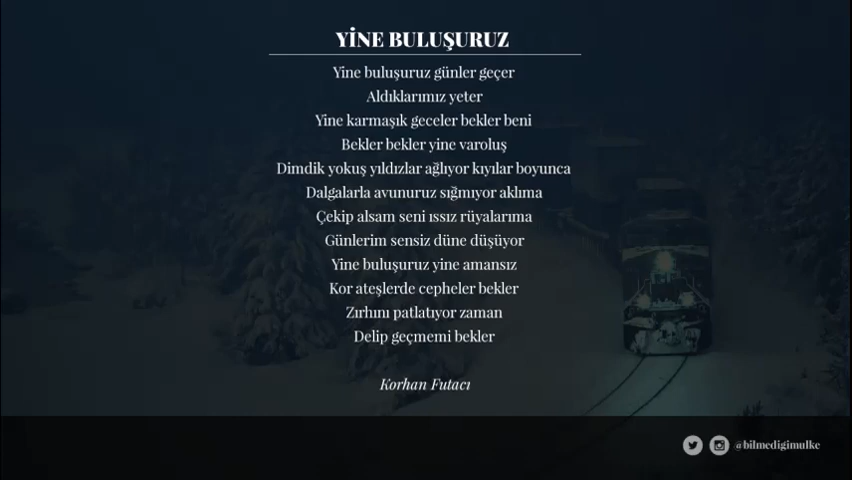 YİNE BULUŞURUZ
Yine buluşuruz günler geçer
Aldıklarımız yeter
Yine karmaşık geceler bekler beni
Bekler bekler yine varoluş
Dimdik yokuş yıldızlar ağlıyor kıyılar boyunca
Dalgalarla avunuruz sığmıyor aklıma
Çekip alsam seni ıssız rüyalarıma
Günlerim sensiz düne düşüyor
Yine buluşuruz yine amansız
Kor ateşlerde cepheler bekler
Zırhını patlatıyor zaman
Delip geçmemi bekler
Korhan Futacı
@bilmedigimulke